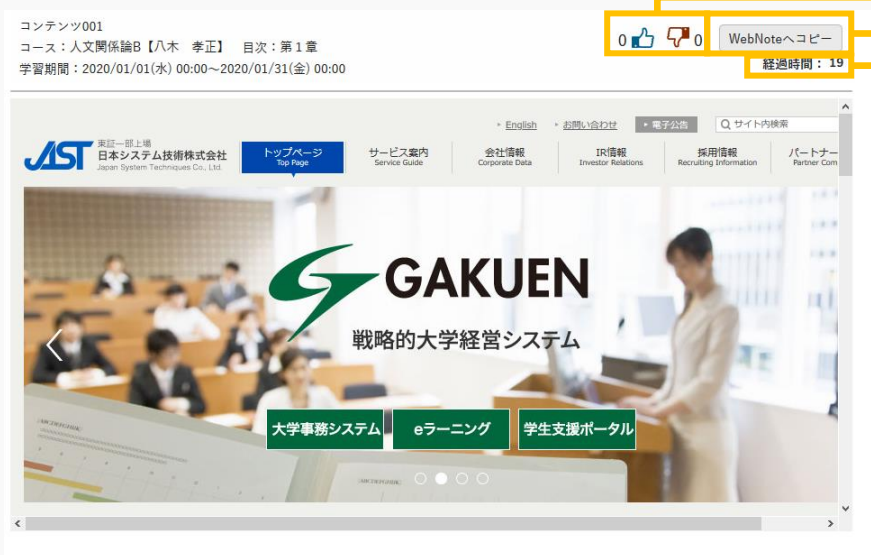 コンテンツ001
コース：人文関係論B【八木　孝正】　目次：第１章
学習期間：2020/01/01(水) 00:00～2020/01/31(金) 00:00
0 0
WebNoteへコピー
経過時間： 19
English お問い合わせ 電子公告 サイト内検索
JAST
東証一部上場
日本システム技術株式会社
Japan System Techniques Co., Ltd.
トップページ サービス案内 会社情報 IR情報 採用情報 パートナー
Top Page Service Guide Corporate Data Investor Relations Recruiting Information Partner Com
GAKUEN
戦略的大学経営システム
大学事務システム eラーニング 学生支援ポータル